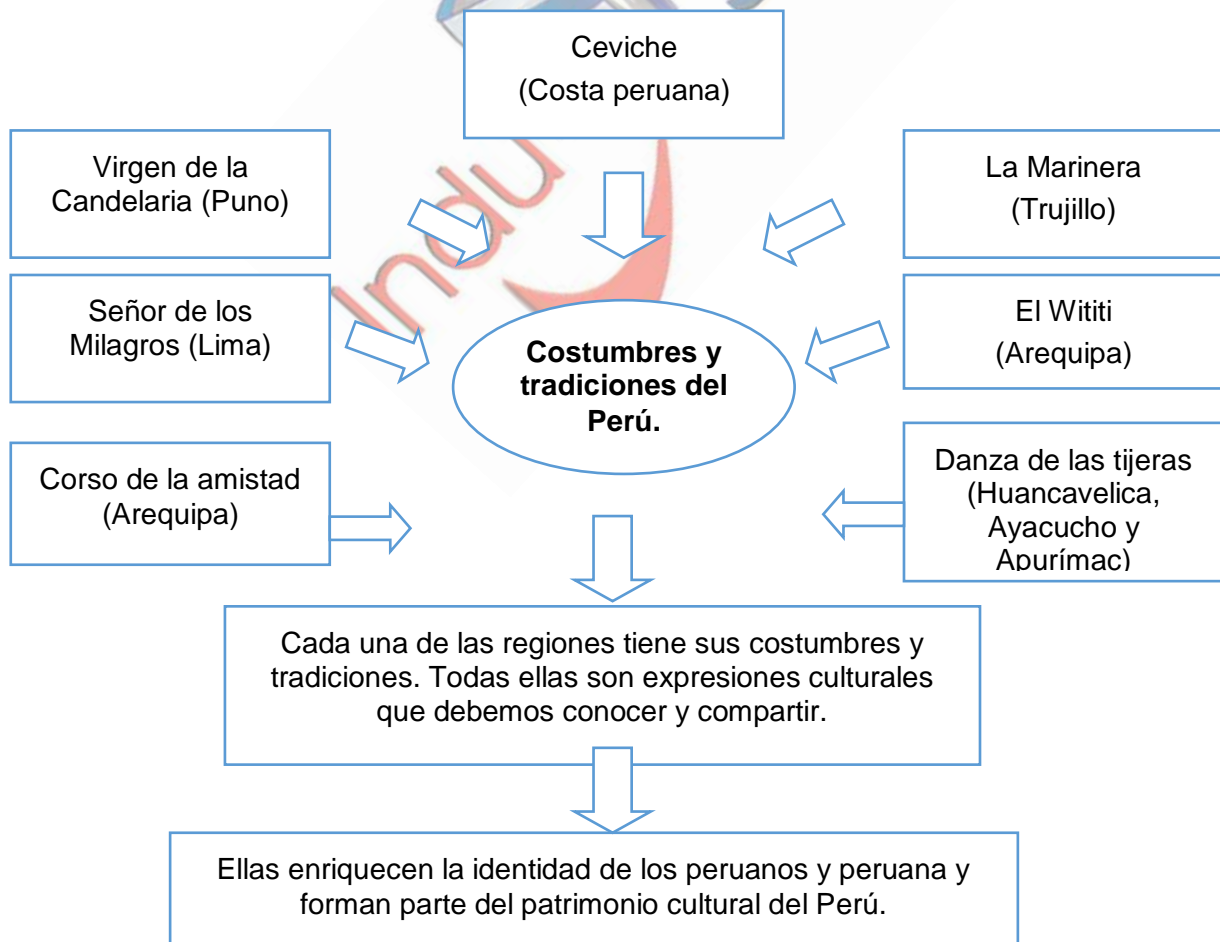 Ceviche
(Costa peruana)
Virgen de la
Candelaria (Puno)
La Marinera
(Trujillo)
Señor de los
Milagros (Lima)
El Wititi
(Arequipa)
Costumbres y
tradiciones del
Perú.
Corso de la amistad
(Arequipa)
Danza de las tijeras
(Huancavelica,
Ayacucho y
Apurímac)
Cada una de las regiones tiene sus costumbres y
tradiciones. Todas ellas son expresiones culturales
que debemos conocer y compartir.
Ellas enriquecen la identidad de los peruanos y peruana y
forman parte del patrimonio cultural del Perú.
Indu